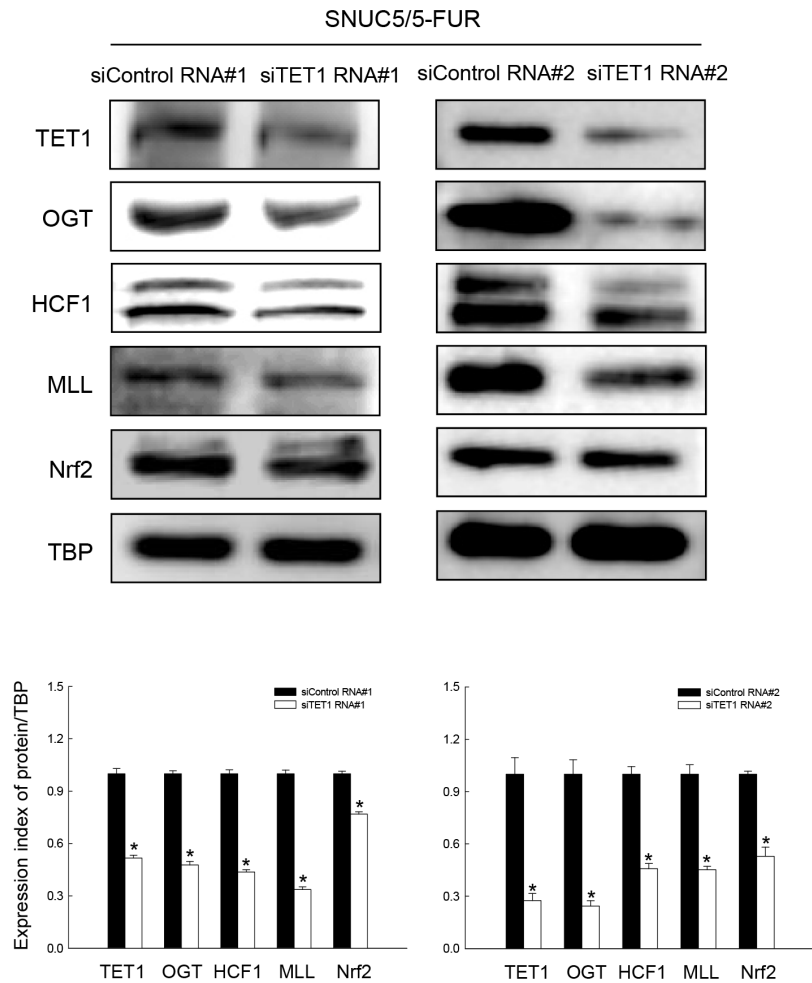 SNUC5/5-FUR
siControl RNA#1 siTET1 RNA#1 siControl RNA#2 siTET1 RNA#2
TET1
OGT
HCF1
MLL
Nrf2
TBP
Expression index of protein/TBP
1.5
1.2
0.9
0.6
0.3
0.0
siControl RNA#1
siTET1 RNA#1
* * * * *
TET1 OGT HCF1 MLL Nrf2
1.5
1.2
0.9
0.6
0.3
0.0
siControl RNA#2
siTET1 RNA#2
* * * * *
TET1 OGT HCF1 MLL Nrf2